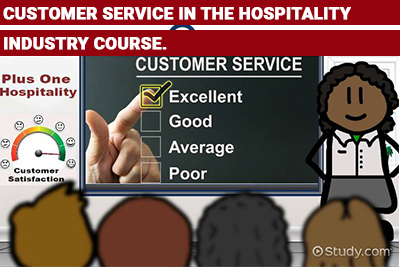 CUSTOMER SERVICE IN THE HOSPITALITY
INDUSTRY COURSE.
Plus One
Hospitality
Customer
Satisfaction
CUSTOMER SERVICE
Excellent
Good
Average
Poor
Study.com